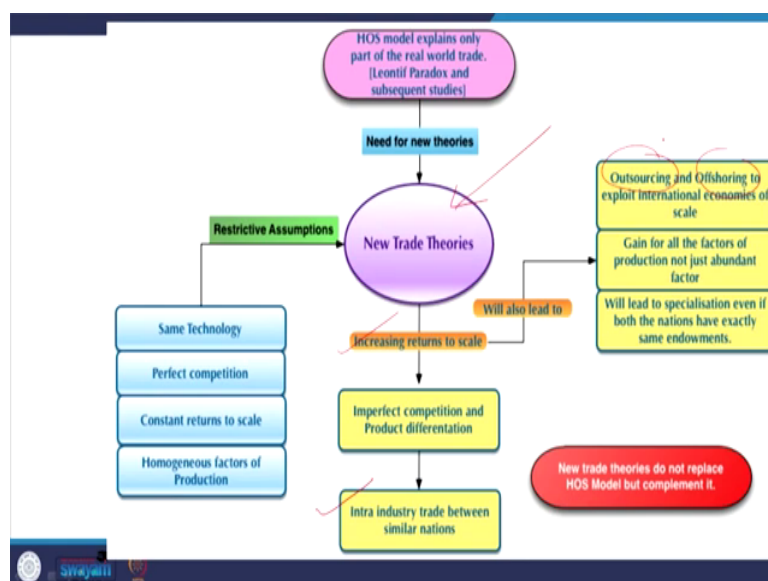 HOS model explains only
part of the real world trade.
[Leontif Paradox and
subsequent studies]
Need for new theories
Restrictive Assumptions
New Trade Theories
Same Technology
Perfect competition
Constant returns to scale
Homogeneous factors of
Production
Increasing returns to scale
Will also lead to
Outsourcing and Offshoring to
exploit international economies of
scale
Gain for all the factors of
production not just abundant
factor
Will lead to specialisation even if
both the nations have exactly
same endowments.
Imperfect competition and
Product differentation
Intra industry trade between
similar nations
New trade theories do not replace
HOS Model but complement it.
swayam